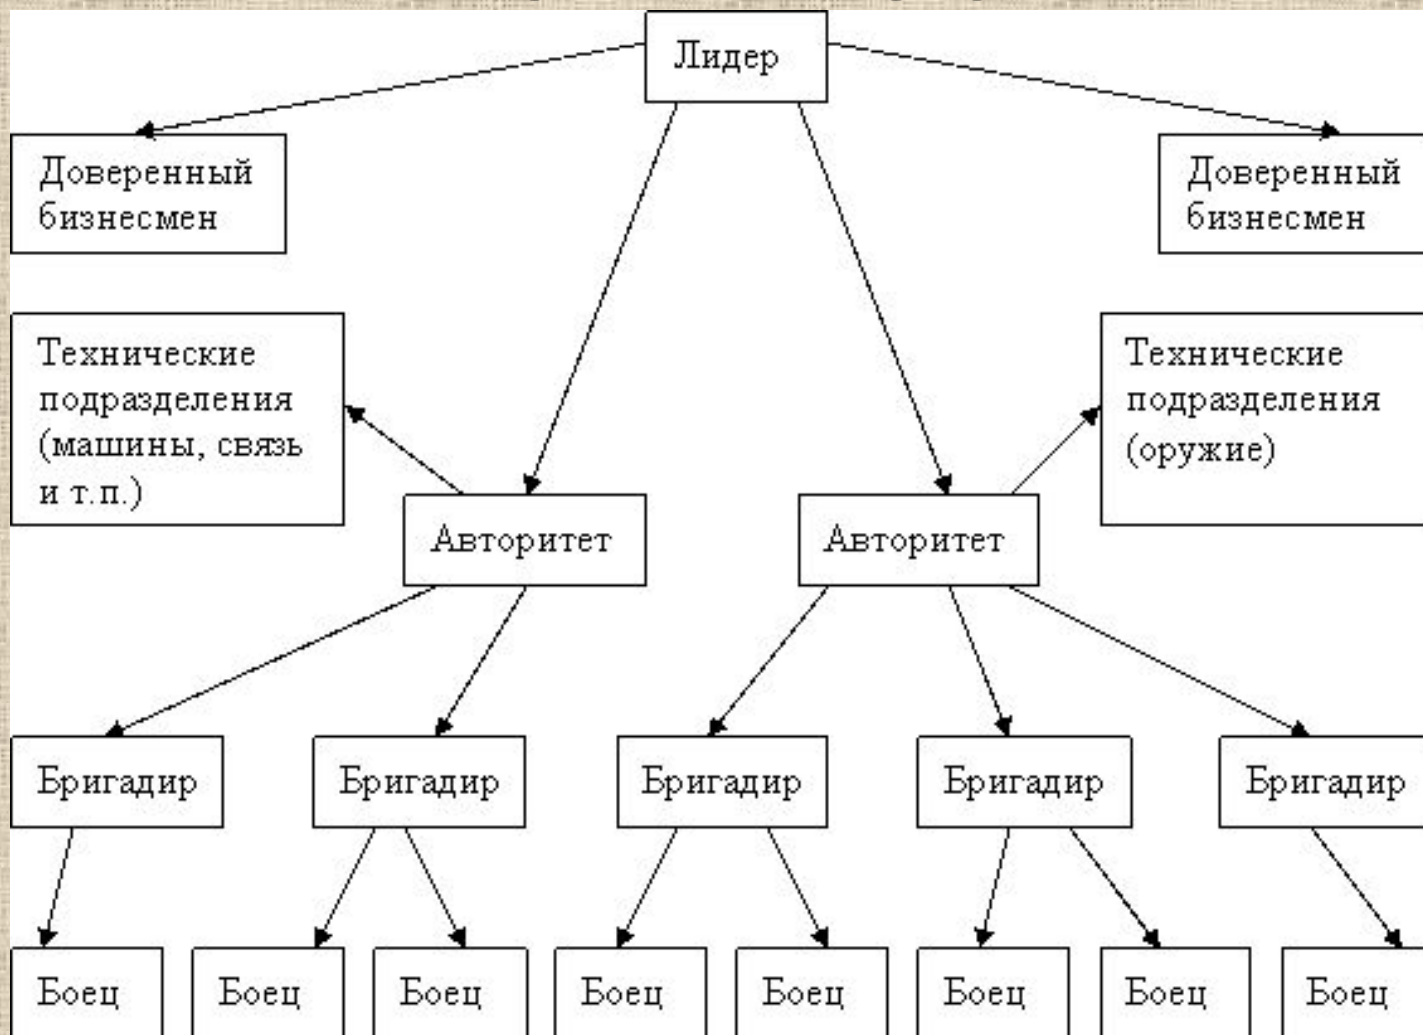 Лидер
Доверенный
бизнесмен
Доверенный
бизнесмен
Технические
подразделения
(машины, связь
и т.п.)
Технические
подразделения
(оружие)
Авторитет
Авторитет
Бригадир
Бригадир
Бригадир
Бригадир
Бригадир
Боец
Боец
Боец
Боец
Боец
Боец
Боец
Боец